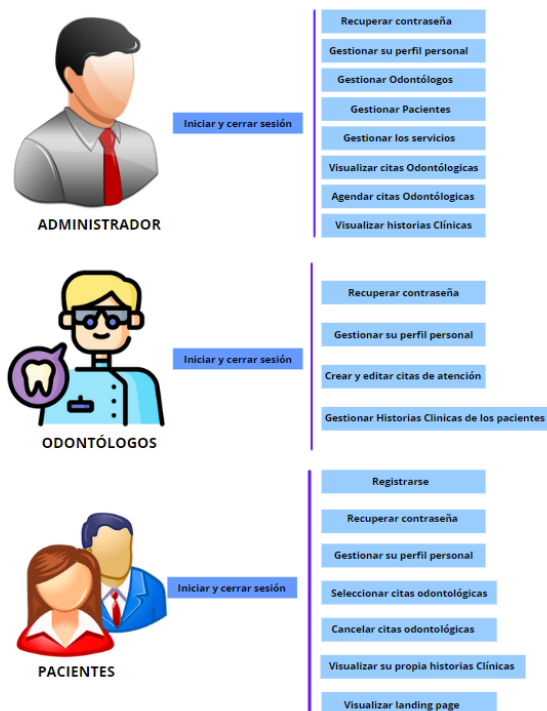 Recuperar contraseña
Gestionar su perfil personal
Gestionar Odontólogos
Iniciar y cerrar sesión
Gestionar Pacientes
Gestionar los servicios
Visualizar citas Odontólogicas
Agendar citas Odontólogicas
Visualizar historias Clínicas
ADMINISTRADOR
Recuperar contraseña
Gestionar su perfil personal
Iniciar y cerrar sesión
Crear y editar citas de atención
Gestionar Historias Clinicas de los pacientes
ODONTÓLOGOS
Registrarse
Recuperar contraseña
Gestionar su perfil personal
Iniciar y cerrar sesión
Seleccionar citas odontológicas
Cancelar citas odontológicas
Visualizar su propia historias Clínicas
Visualizar landing page
PACIENTES